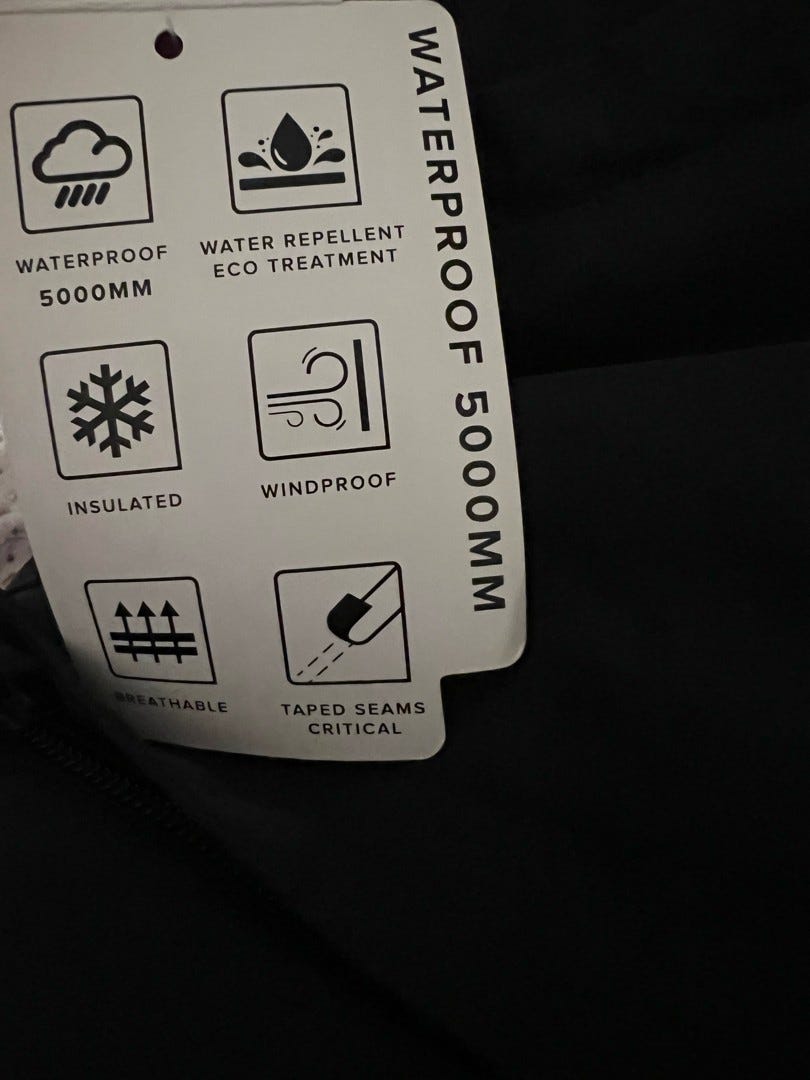 WATERPROOF 5000MM
WATERPROOF
5000MM
WATER REPELLENT
ECO TREATMENT
INSULATED
WINDPROOF
BREATHABLE
TAPED SEAMS
CRITICAL